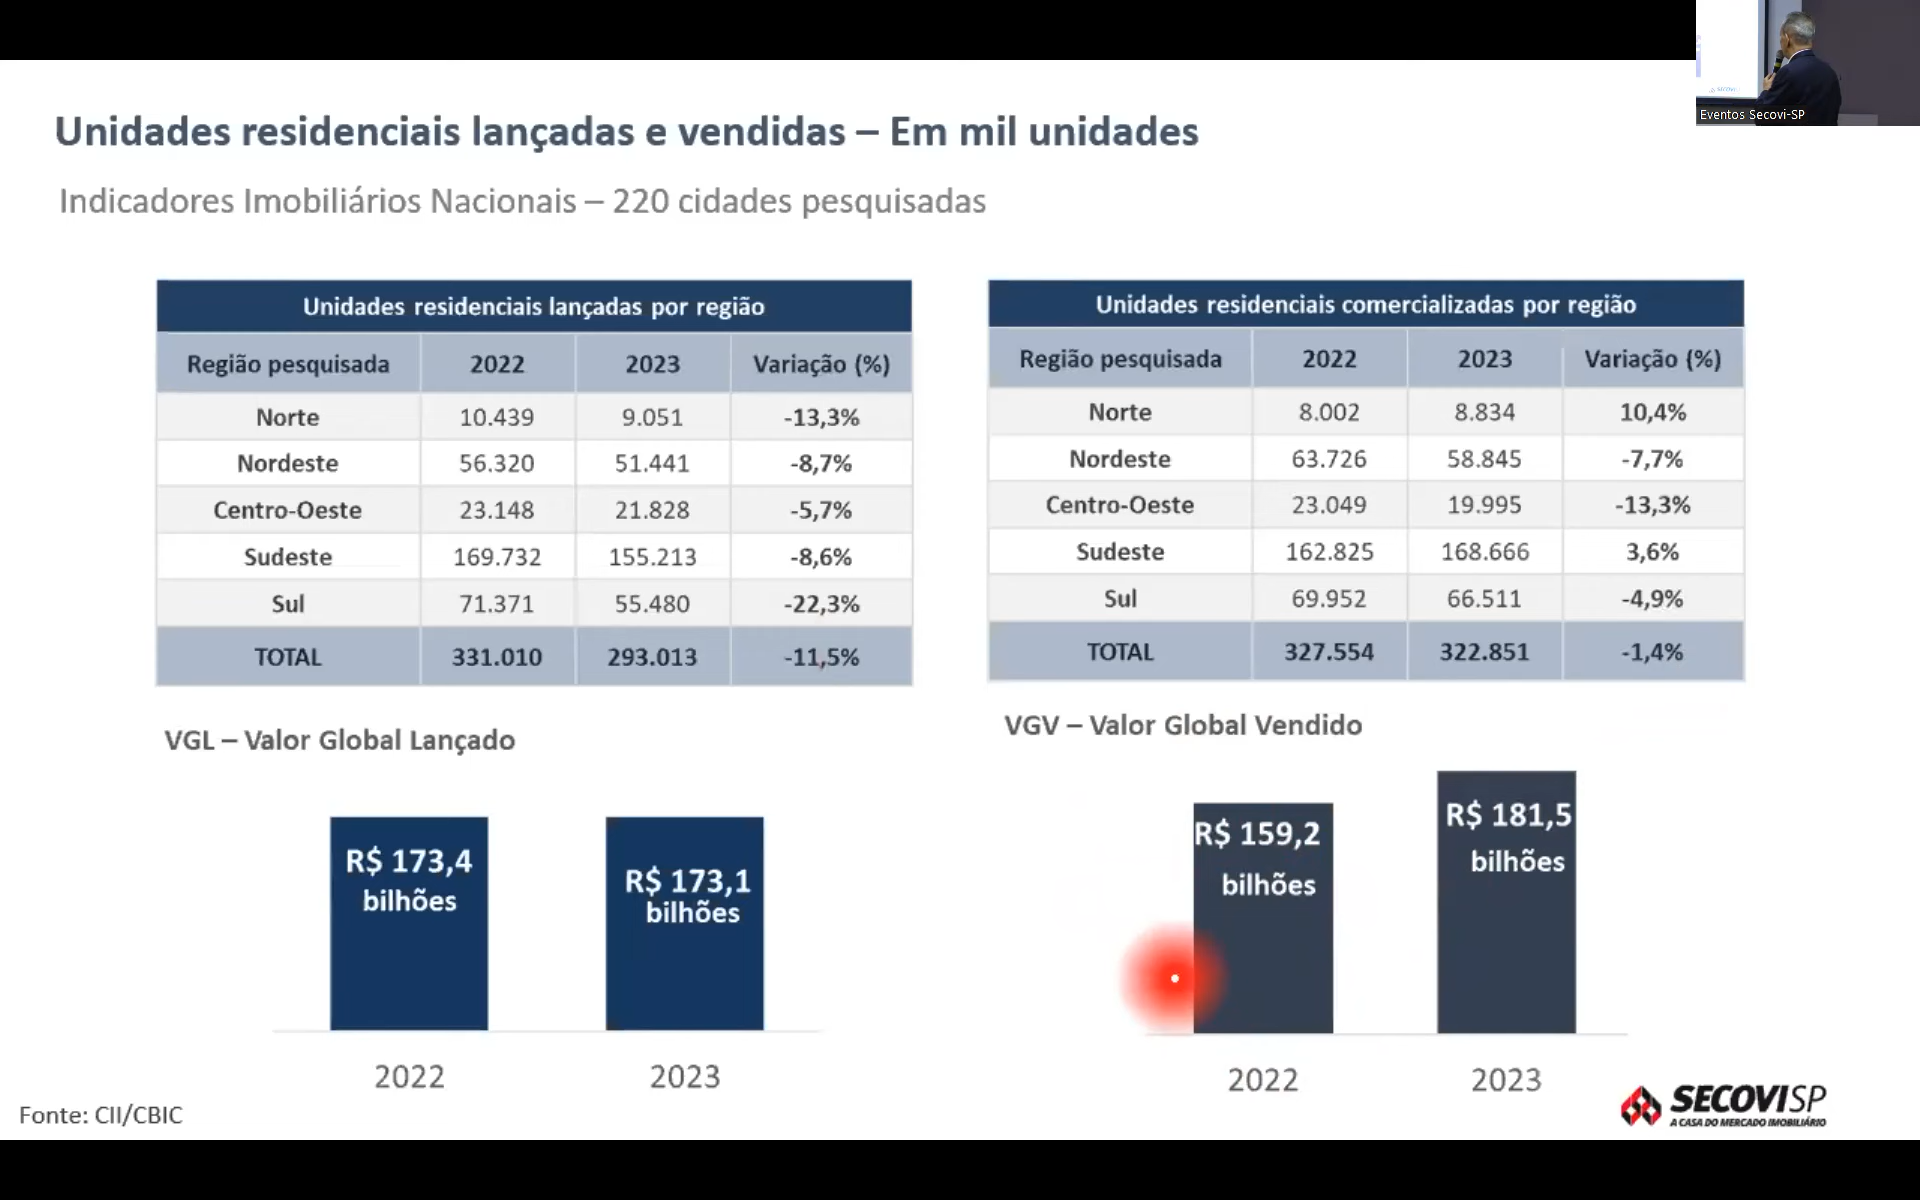 Eventos Secovi-SP
Unidades residenciais lançadas e vendidas – Em mil unidades
Indicadores Imobiliários Nacionais – 220 cidades pesquisadas
Unidades residenciais lançadas por região
Região pesquisada 2022 2023 Variação (%)
Norte 10.439 9.051 -13,3%
Nordeste 56.320 51.441 -8,7%
Centro-Oeste 23.148 21.828 -5,7%
Sudeste 169.732 155.213 -8,6%
Sul 71.371 55.480 -22,3%
TOTAL 331.010 293.013 -11,5%
Unidades residenciais comercializadas por região
Região pesquisada 2022 2023 Variação (%)
Norte 8.002 8.834 10,4%
Nordeste 63.726 58.845 -7,7%
Centro-Oeste 23.049 19.995 -13,3%
Sudeste 162.825 168.666 3,6%
Sul 69.952 66.511 -4,9%
TOTAL 327.554 322.851 -1,4%
VGL – Valor Global Lançado
R$ 173,4
bilhões
R$ 173,1
bilhões
2022 2023
VGV – Valor Global Vendido
R$ 159,2
bilhões
R$ 181,5
bilhões
2022 2023
Fonte: CII/CBIC
SECOVISP
A CASA DO MERCADO IMOBILIÁRIO